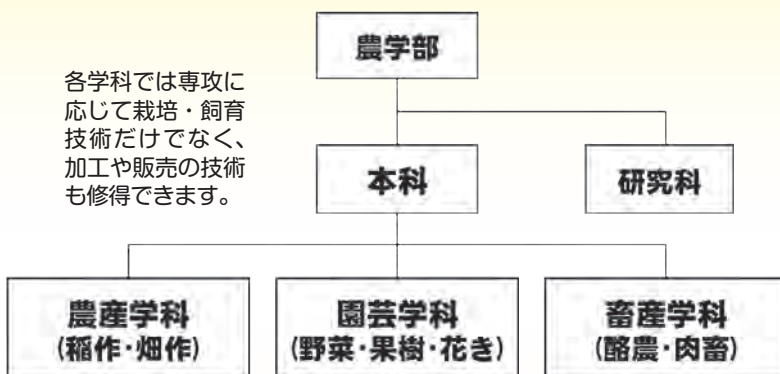 農学部
各学科では専攻に
応じて栽培・飼育
技術だけでなく、
加工や販売の技術
も修得できます。
本科
研究科
農産学科
(稲作・畑作)
園芸学科
(野菜・果樹・花き)
畜産学科
(酪農・肉畜)